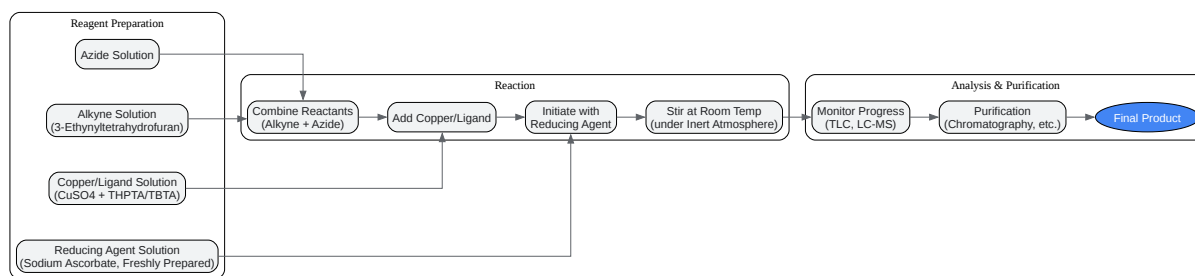 Reagent Preparation
Azide Solution
Alkyne Solution
(3-Ethynyltetrahydrofuran)
Copper/Ligand Solution
(CuSO4 + THPTA/TBTA)
Reducing Agent Solution
(Sodium Ascorbate, Freshly Prepared)
Reaction
Combine Reactants
(Alkyne + Azide)
Add Copper/Ligand
Initiate with
Reducing Agent
Stir at Room Temp
(under Inert Atmosphere)
Analysis & Purification
Monitor Progress
(TLC, LC-MS)
Purification
(Chromatography, etc.)
Final Product